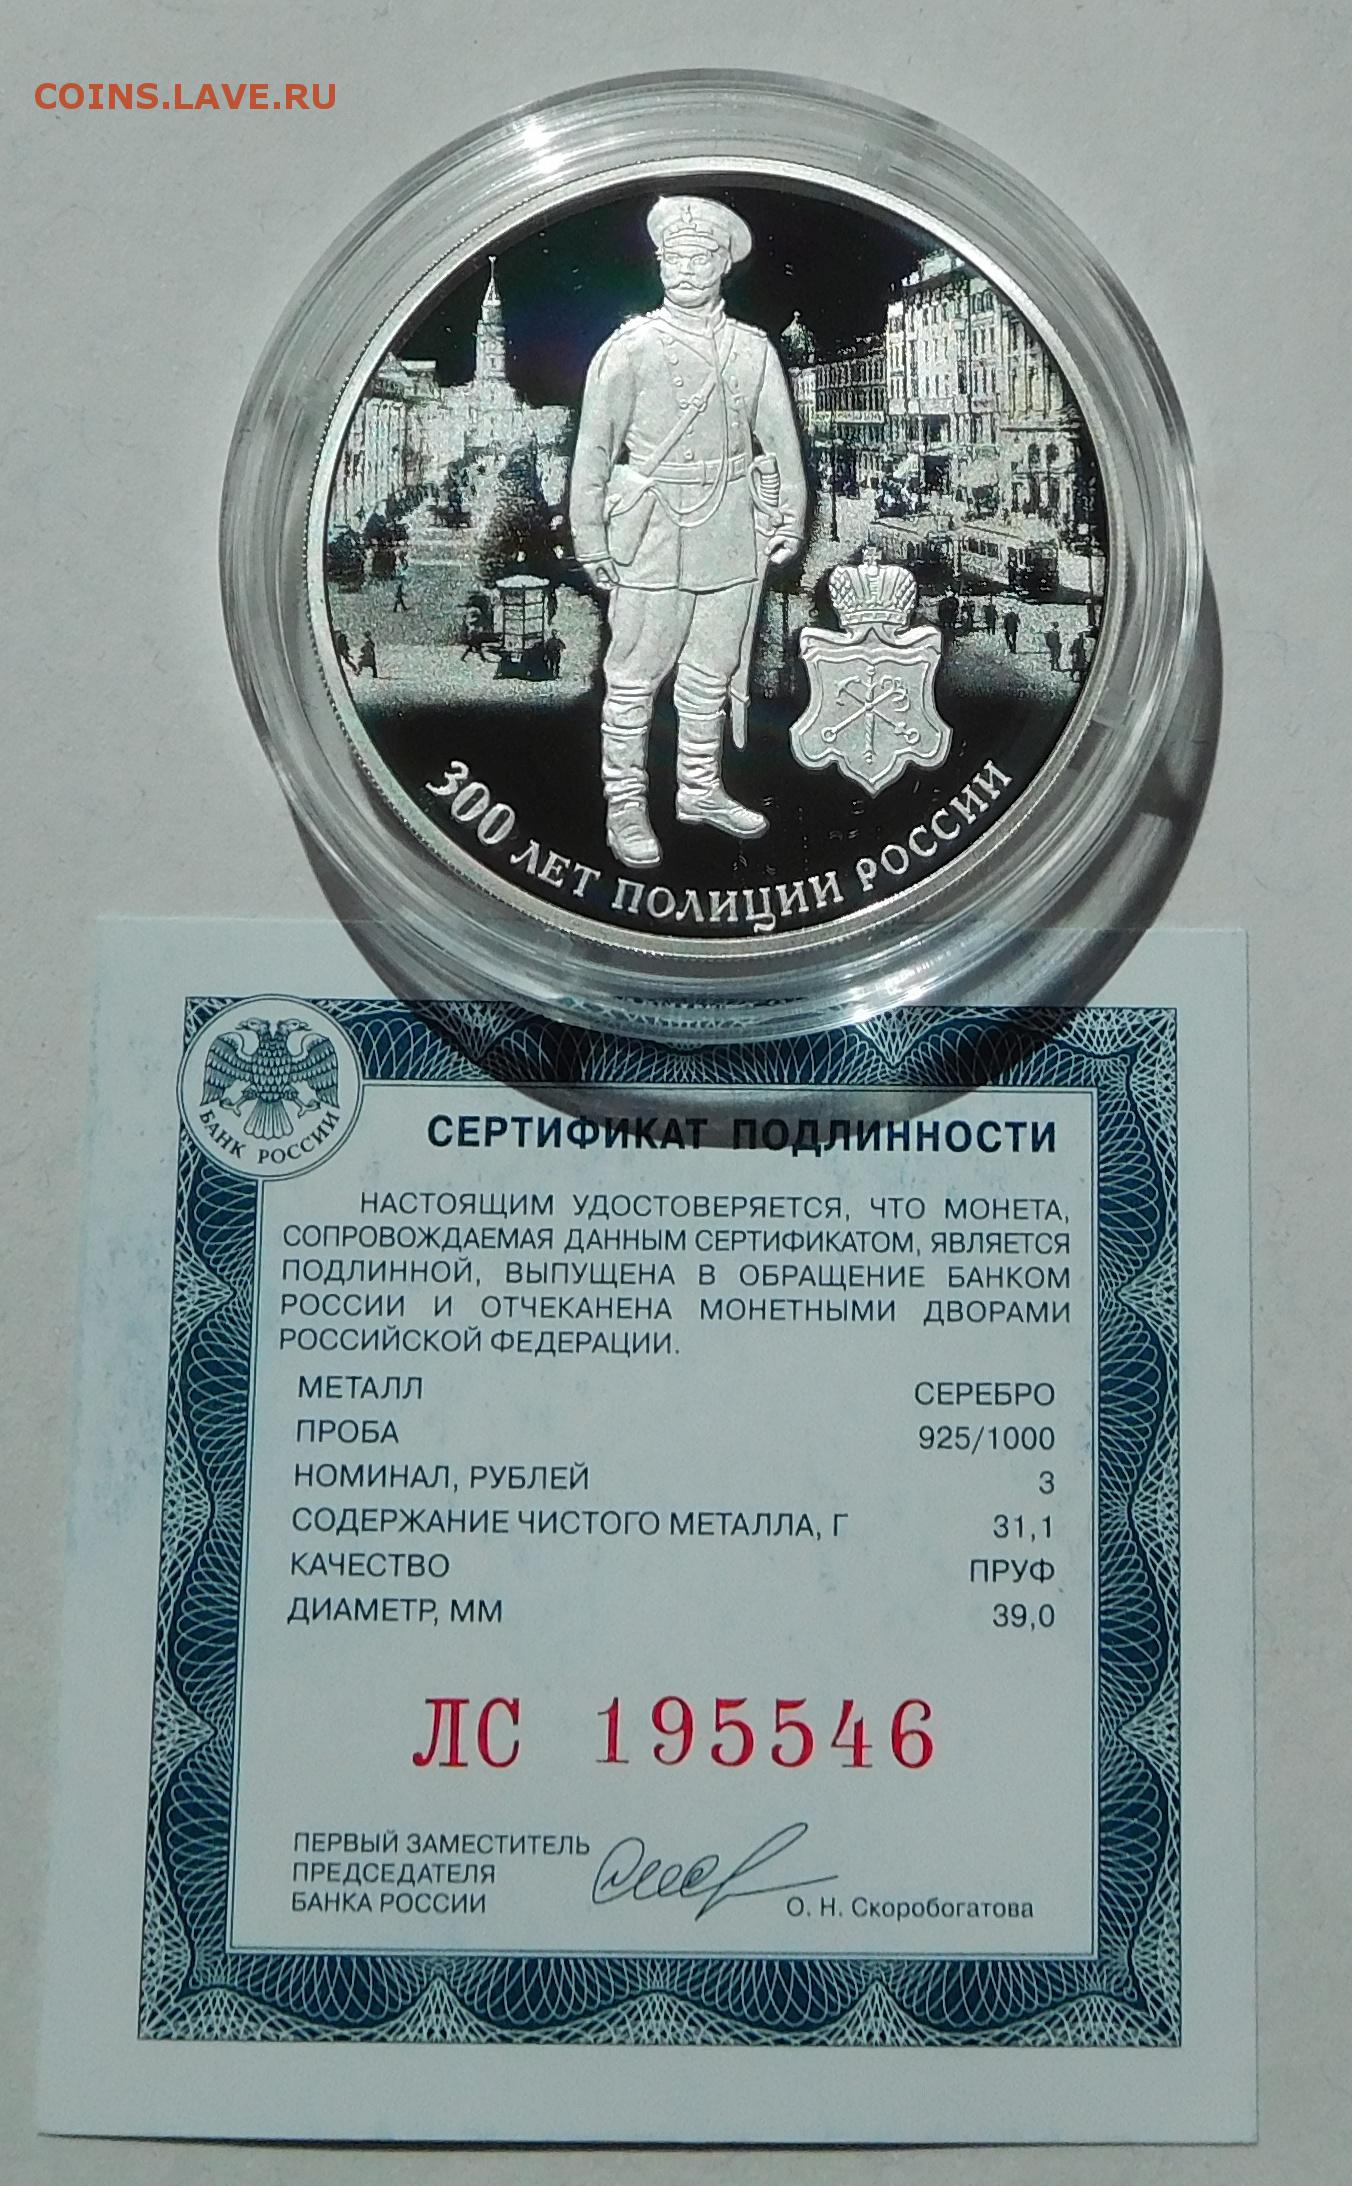 COINS.LAVE.RU
300 ЛЕТ ПОЛИЦИИ РОССИИ
БАНК РОССИИ
СЕРТИФИКАТ ПОДЛИННОСТИ
НАСТОЯЩИМ УДОСТОВЕРЯЕТСЯ, ЧТО МОНЕТА,
СОПРОВОЖДАЕМАЯ ДАННЫМ СЕРТИФИКАТОМ, ЯВЛЯЕТСЯ
ПОДЛИННОЙ, ВЫПУЩЕНА В ОБРАЩЕНИЕ БАНКОМ
РОССИИ И ОТЧЕКАНЕНА МОНЕТНЫМИ ДВОРАМИ
РОССИЙСКОЙ ФЕДЕРАЦИИ.
МЕТАЛЛ СЕРЕБРО
ПРОБА 925/1000
НОМИНАЛ, РУБЛЕЙ 3
СОДЕРЖАНИЕ ЧИСТОГО МЕТАЛЛА, Г 31,1
КАЧЕСТВО ПРУФ
ДИАМЕТР, ММ 39,0
ЛС 195546
ПЕРВЫЙ ЗАМЕСТИТЕЛЬ
ПРЕДСЕДАТЕЛЯ
БАНКА РОССИИ
О. Н. Скоробогатова